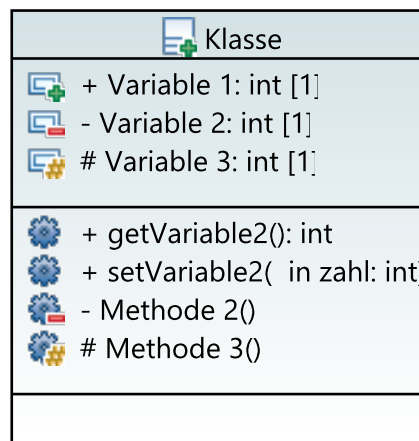 Klasse
+ Variable 1: int [1]
- Variable 2: int [1]
# Variable 3: int [1]
+ getVariable2(): int
+ setVariable2( in zahl: int)
- Methode 2()
# Methode 3()